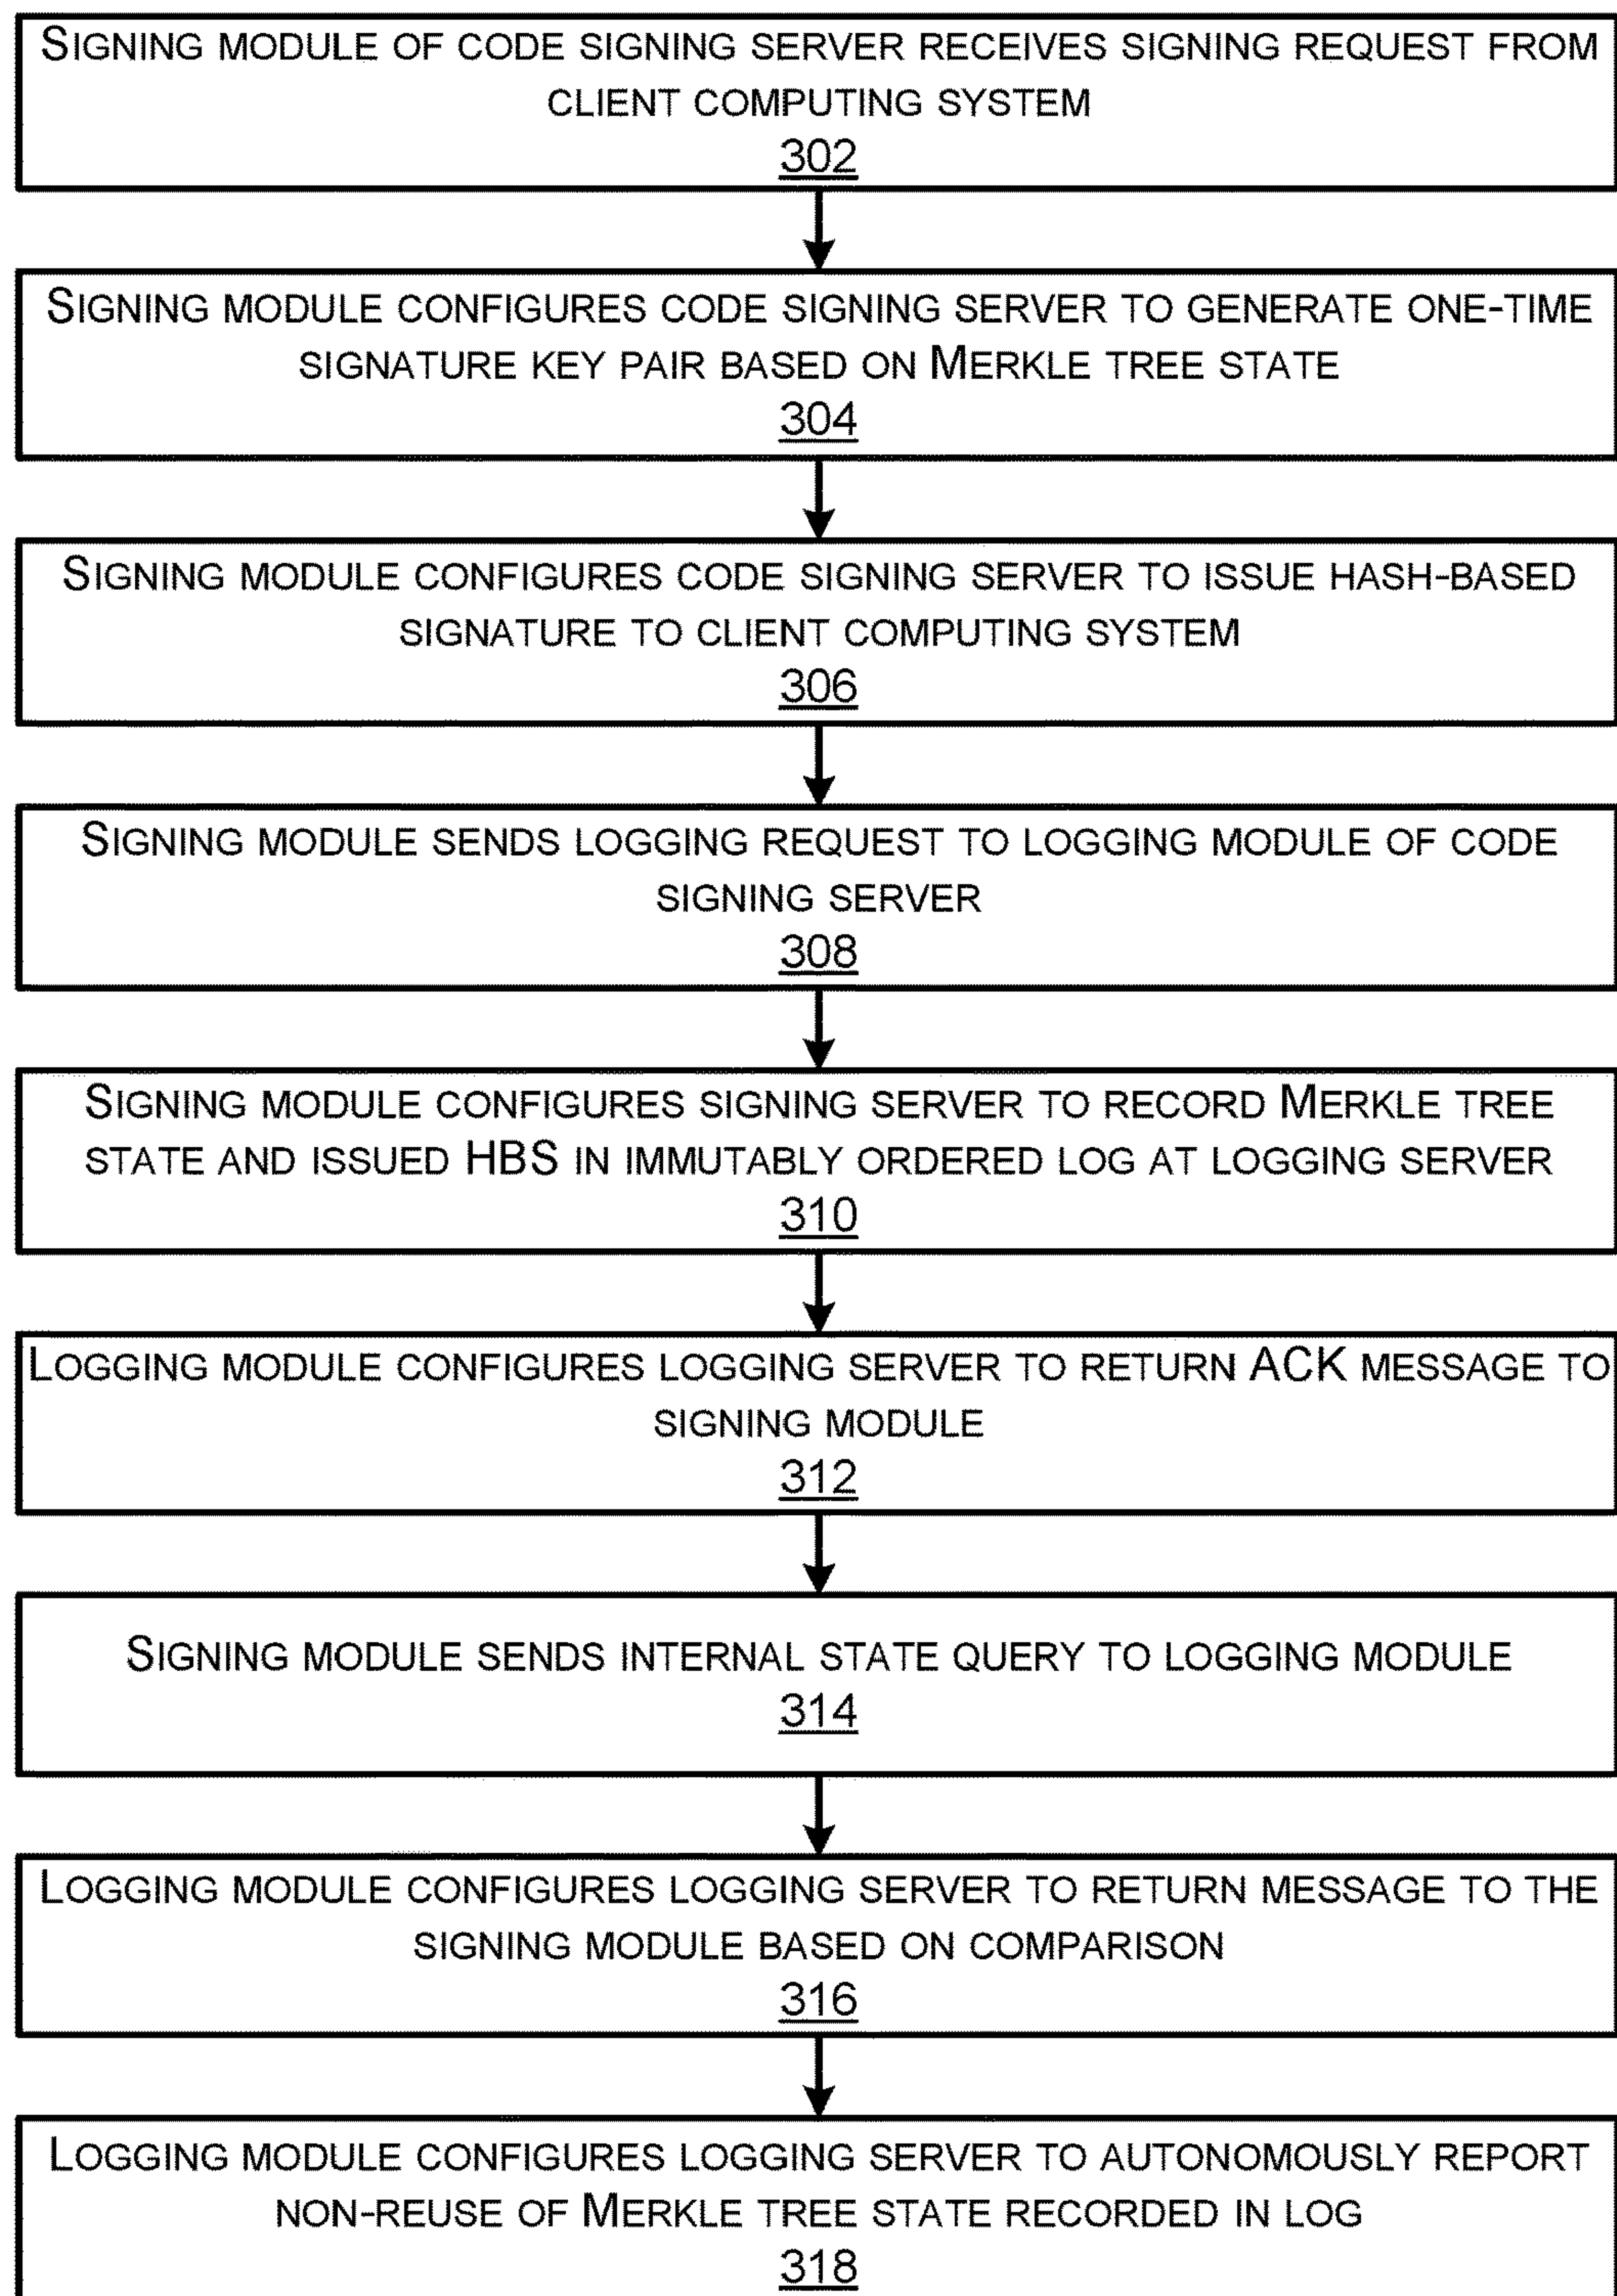 SIGNING MODULE OF CODE SIGNING SERVER RECEIVES SIGNING REQUEST FROM
CLIENT COMPUTING SYSTEM
302
SIGNING MODULE CONFIGURES CODE SIGNING SERVER TO GENERATE ONE-TIME
SIGNATURE KEY PAIR BASED ON MERKLE TREE STATE
304
SIGNING MODULE CONFIGURES CODE SIGNING SERVER TO ISSUE HASH-BASED
SIGNATURE TO CLIENT COMPUTING SYSTEM
306
SIGNING MODULE SENDS LOGGING REQUEST TO LOGGING MODULE OF CODE
SIGNING SERVER
308
SIGNING MODULE CONFIGURES SIGNING SERVER TO RECORD MERKLE TREE
STATE AND ISSUED HBS IN IMMUTABLY ORDERED LOG AT LOGGING SERVER
310
LOGGING MODULE CONFIGURES LOGGING SERVER TO RETURN ACK MESSAGE TO
SIGNING MODULE
312
SIGNING MODULE SENDS INTERNAL STATE QUERY TO LOGGING MODULE
314
LOGGING MODULE CONFIGURES LOGGING SERVER TO RETURN MESSAGE TO THE
SIGNING MODULE BASED ON COMPARISON
316
LOGGING MODULE CONFIGURES LOGGING SERVER TO AUTONOMOUSLY REPORT
NON-REUSE OF MERKLE TREE STATE RECORDED IN LOG
318